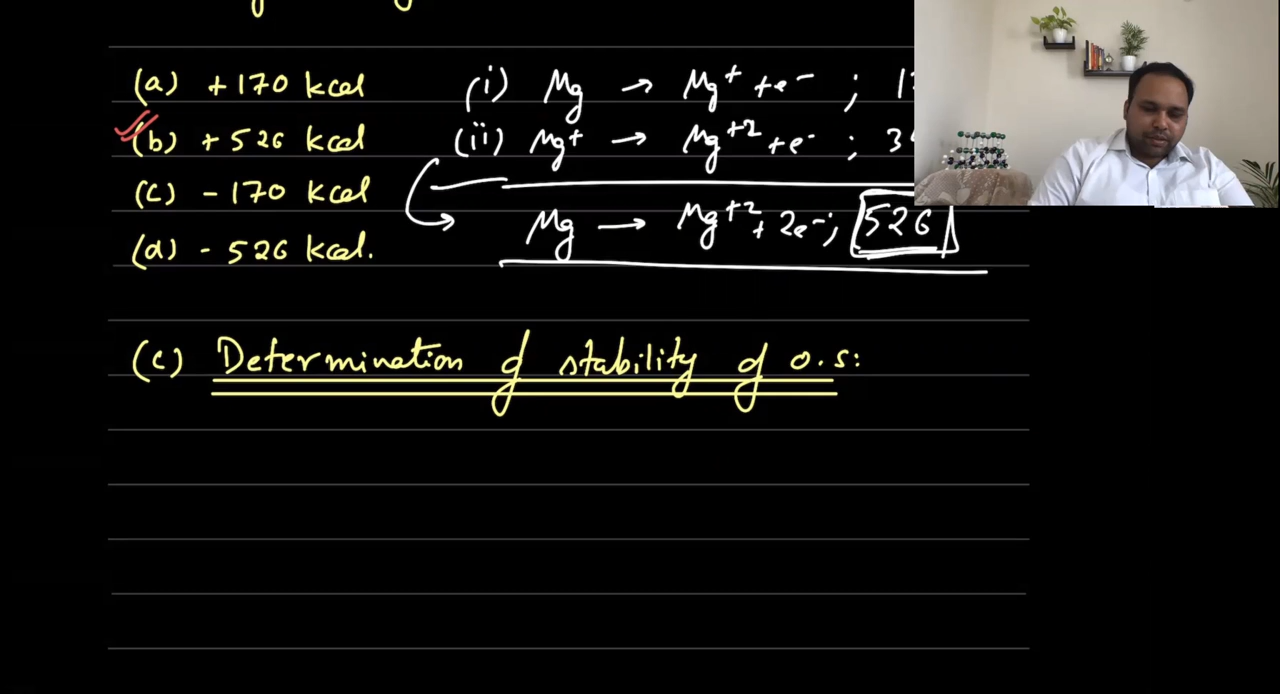 (a) +170 kcal (i) Mg → Mg⁺ + e⁻ ;
(b) +526 kcal (ii) Mg⁺ → Mg⁺² + e⁻ ;
(c) - 170 kcal
Mg → Mg⁺² + 2e⁻; 526
(d) - 526 kcal.
(c) Determination of stability of o.s: